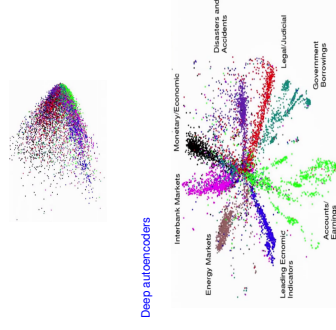 Deep autoencoders
Disasters and
Accidents
Legal/Judicial
Government
Borrowings
Monetary/Economic
Interbank Markets
Energy Markets
Leading Ecnomic
Indicators
Accounts/
Earnings